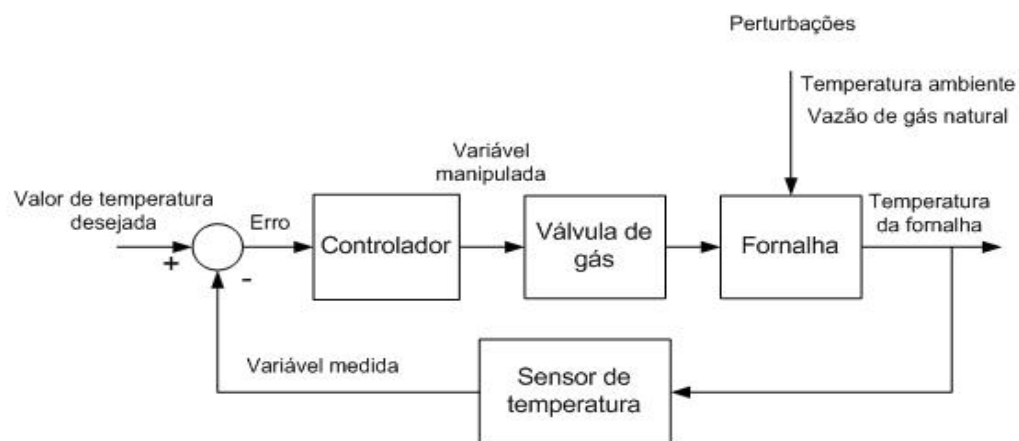 Perturbações
Temperatura ambiente
Vazão de gás natural
Variável
manipulada
Valor de temperatura
desejada
Erro
Controlador
Válvula de
gás
Fornalha
Temperatura
da fornalha
+
-
Variável medida
Sensor de
temperatura